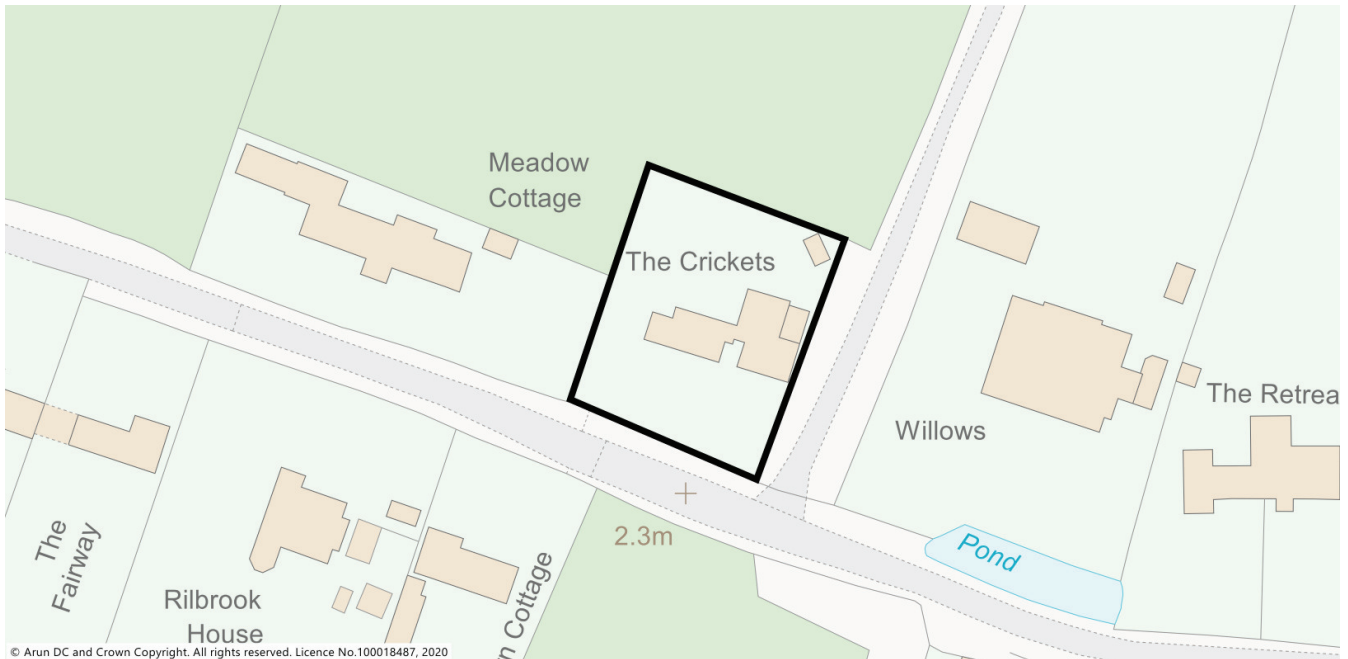 Meadow
Cottage
The Crickets
The Retrea
Willows
2.3m
Pond
The
Fairway
Rilbrook
House
n Cottage
© Arun DC and Crown Copyright. All rights reserved. Licence No.100018487, 2020